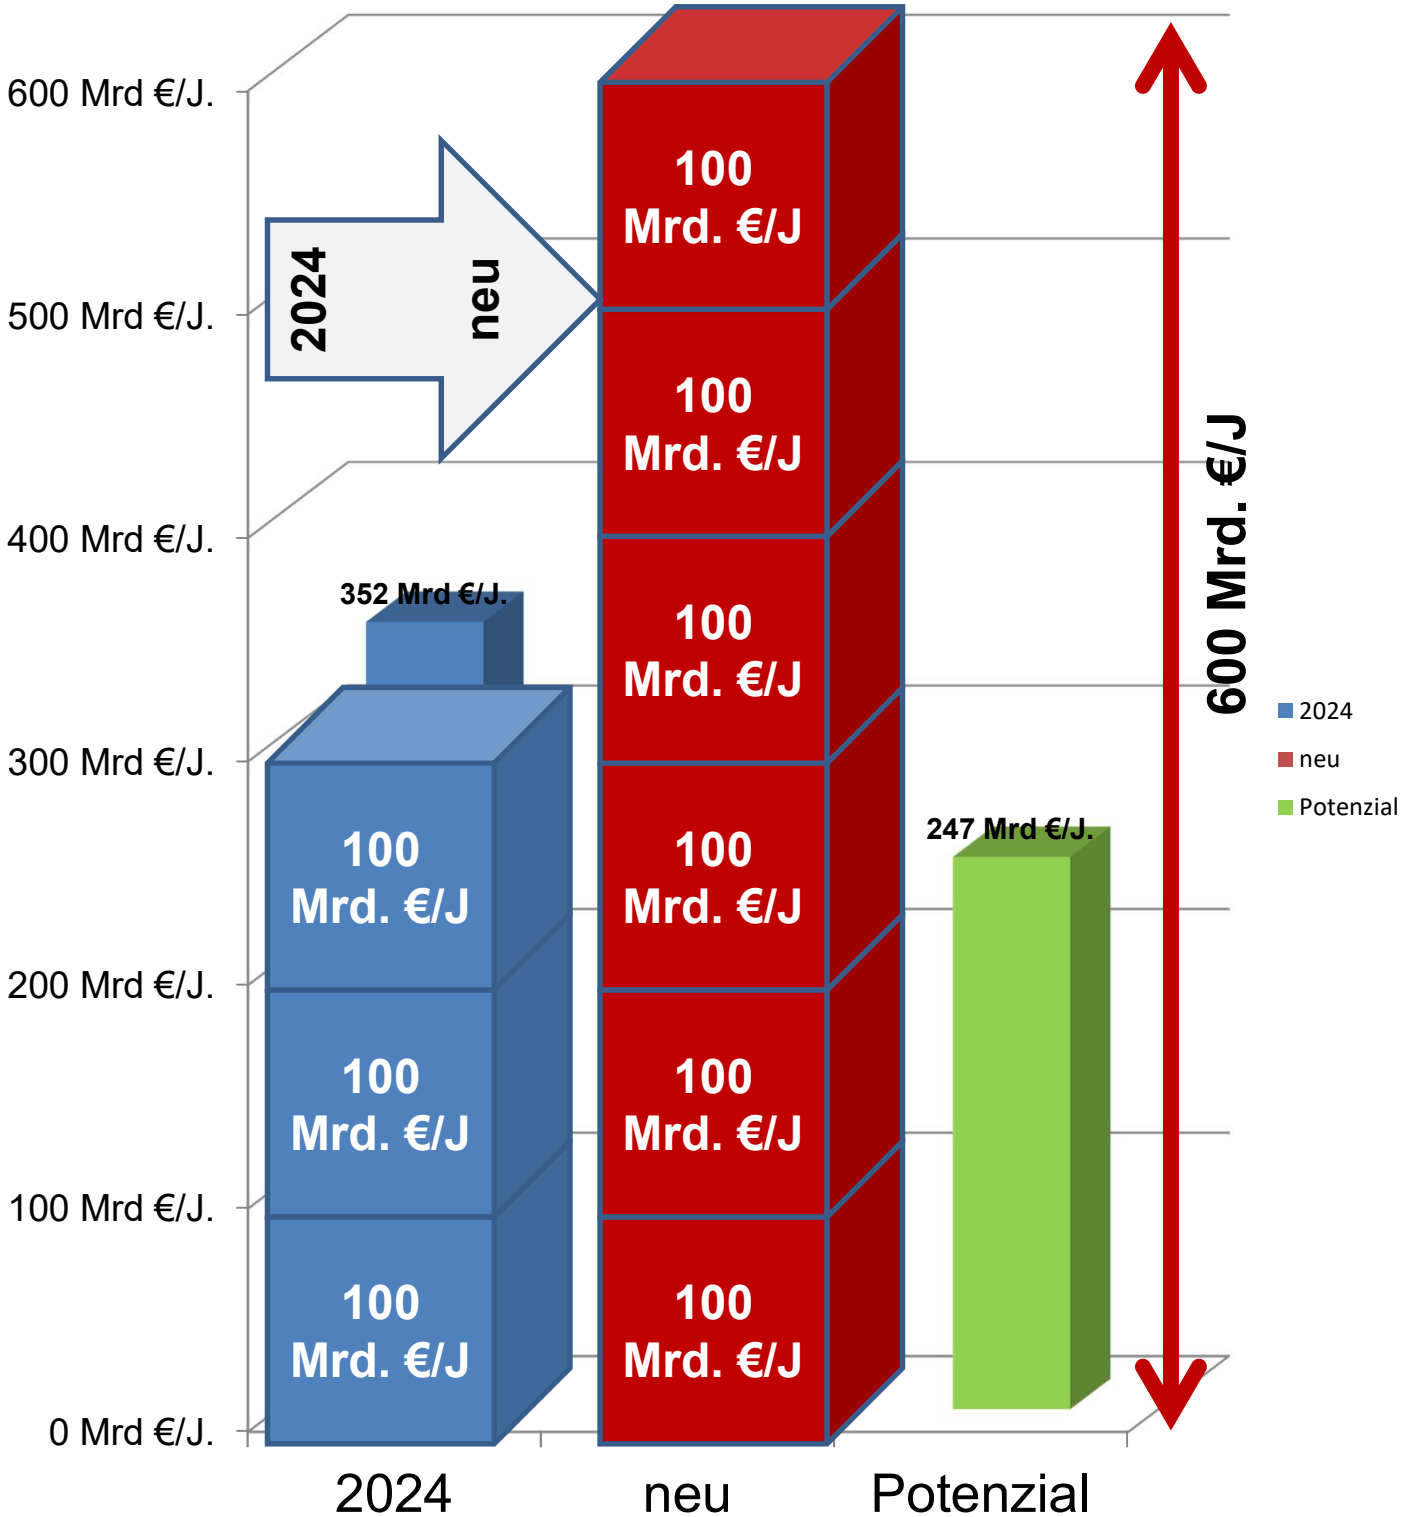 600 Mrd €/J.
500 Mrd €/J.
400 Mrd €/J.
300 Mrd €/J.
200 Mrd €/J.
100 Mrd €/J.
0 Mrd €/J.
2024
neu
352 Mrd €/J.
100
Mrd. €/J
100
Mrd. €/J
100
Mrd. €/J
100
Mrd. €/J
100
Mrd. €/J
100
Mrd. €/J
100
Mrd. €/J
100
Mrd. €/J
100
Mrd. €/J
247 Mrd €/J.
600 Mrd. €/J
2024
neu
Potenzial
2024
neu
Potenzial